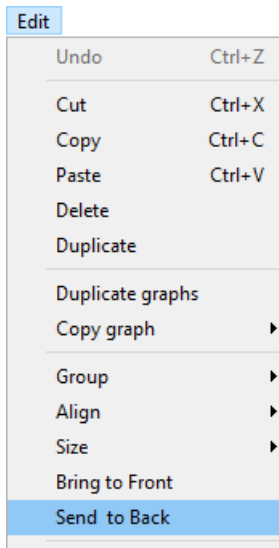 Edit
Undo Ctrl+Z
Cut Ctrl+X
Copy Ctrl+C
Paste Ctrl+V
Delete
Duplicate
Duplicate graphs
Copy graph
Group
Align
Size
Bring to Front
Send to Back